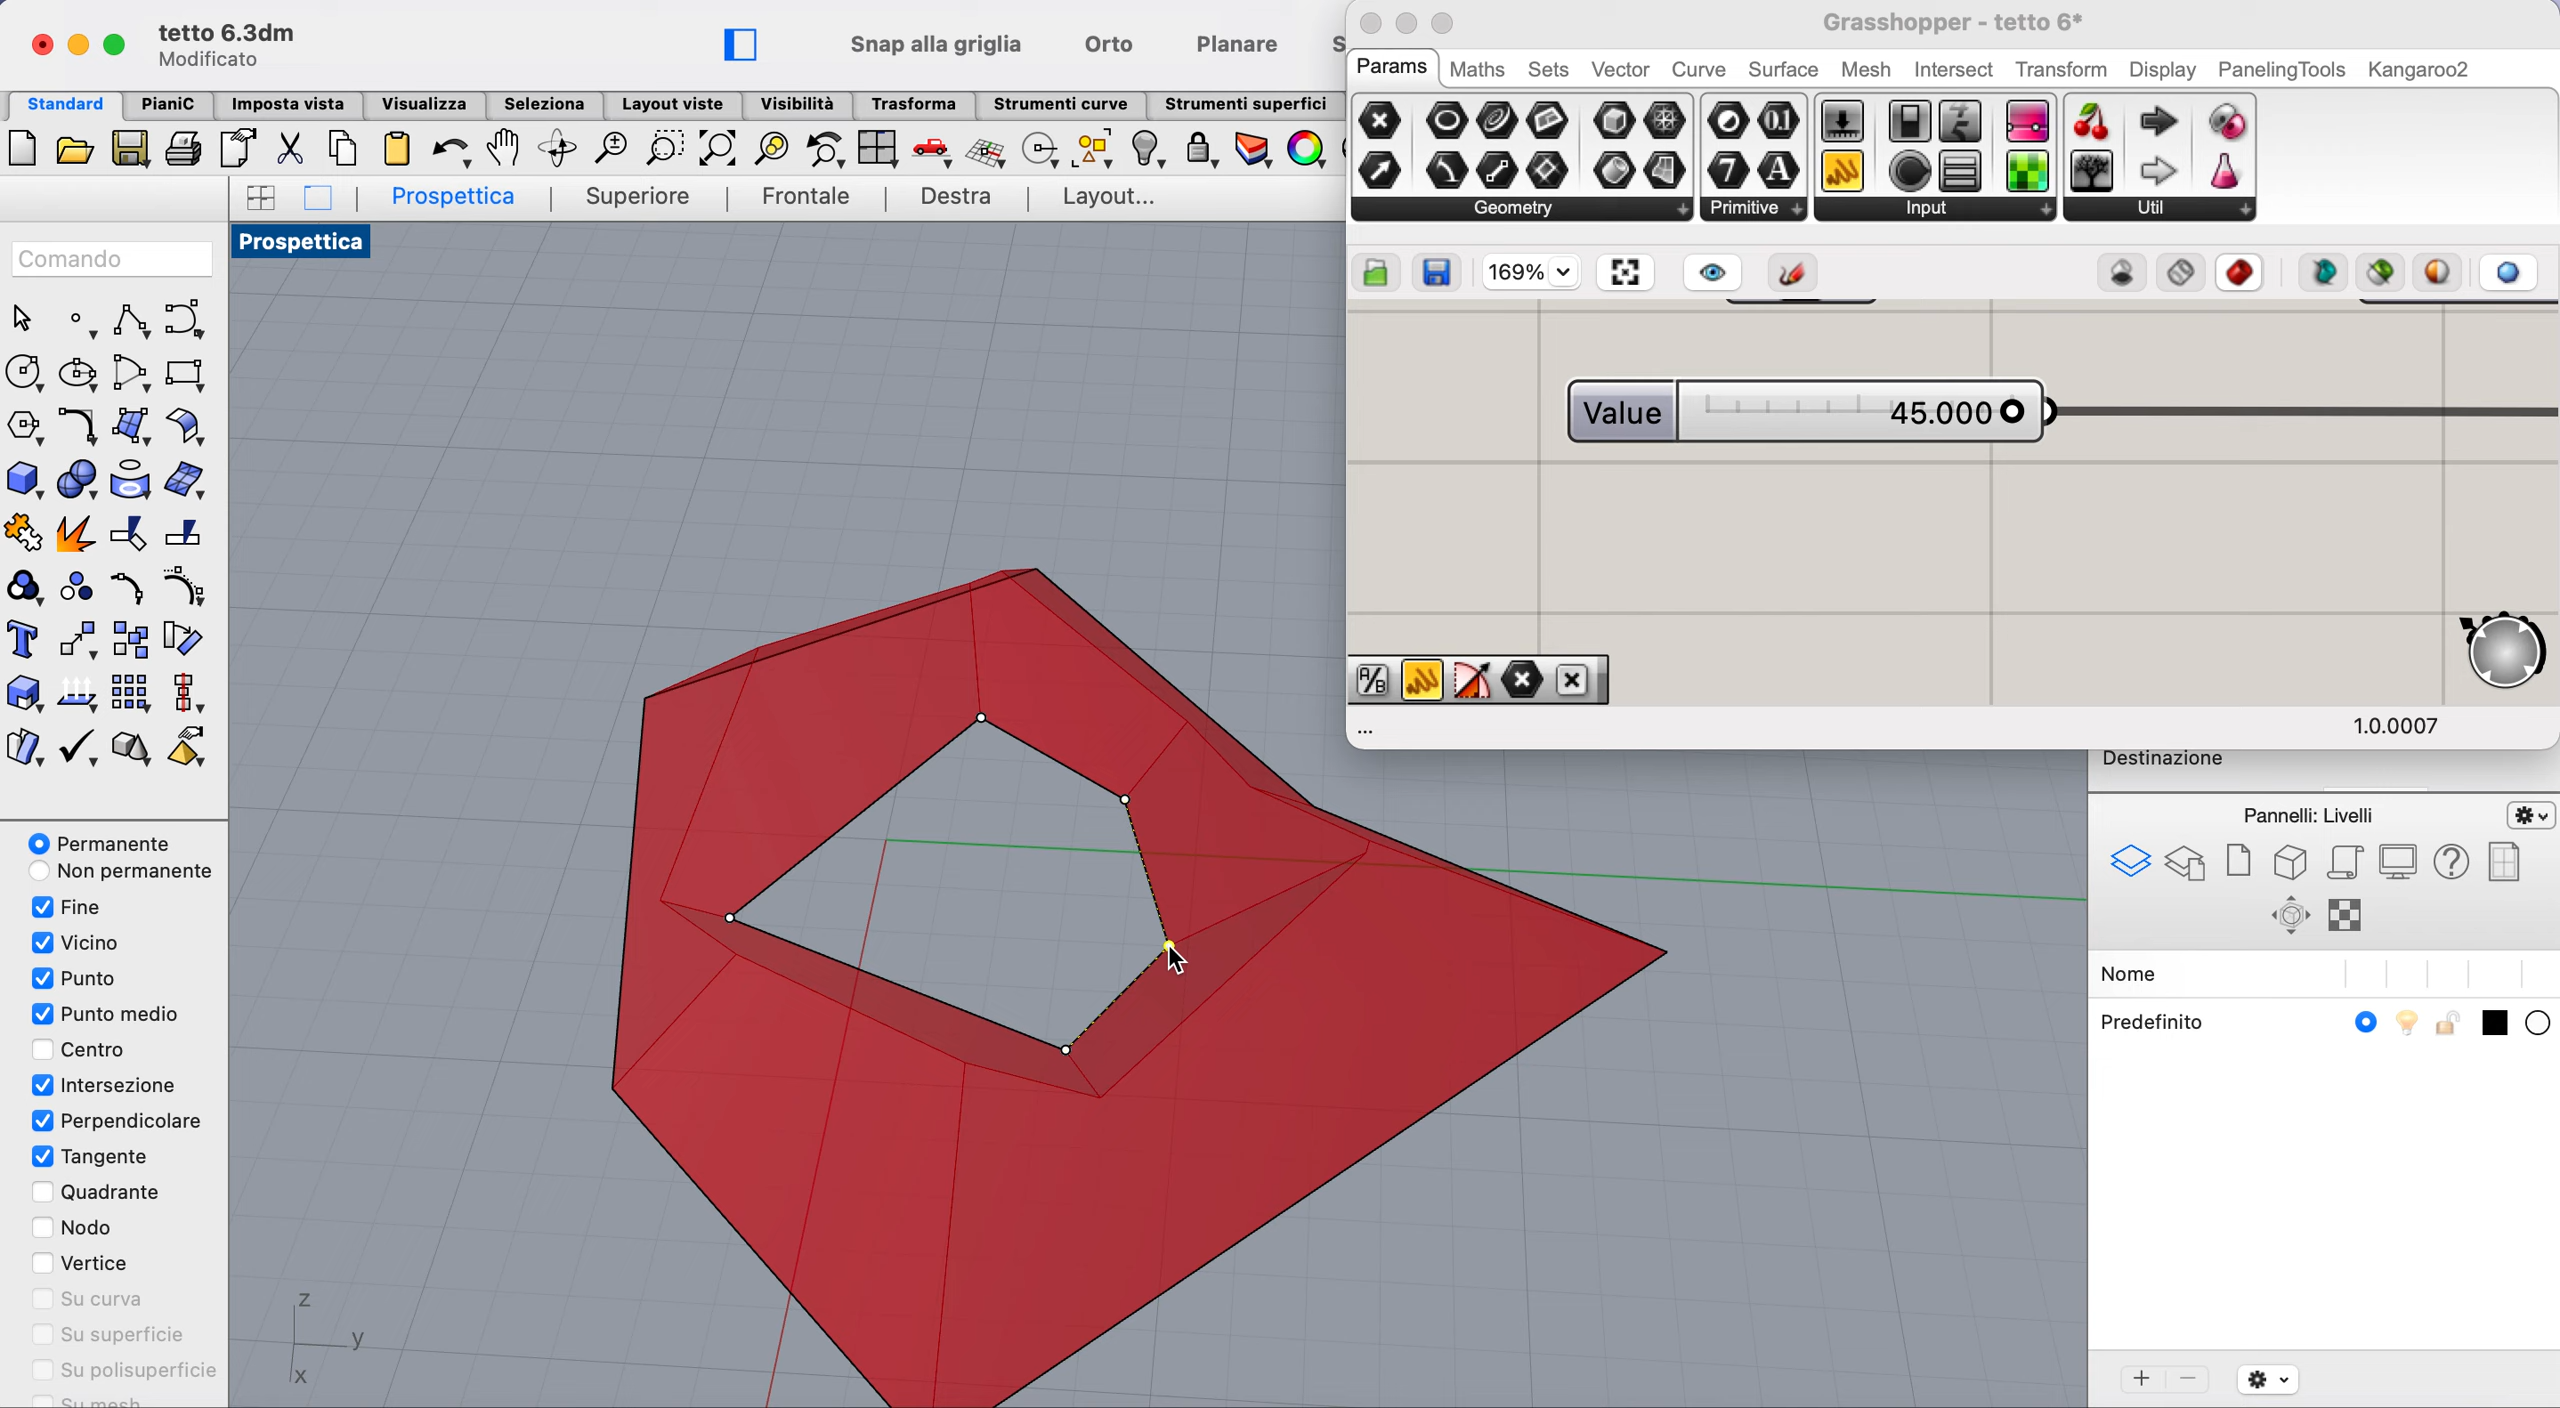 tetto 6.3dm
Modificato
Snap alla griglia
Orto
Planare
S
Standard
PianiC
Imposta vista
Visualizza
Seleziona
Layout viste
Visibilità
Trasforma
Strumenti curve
Strumenti superfici
Prospettica
Superiore
Frontale
Destra
Layout...
Prospettica
Comando
Permanente
Non permanente
Fine
Vicino
Punto
Punto medio
Centro
Intersezione
Perpendicolare
Tangente
Quadrante
Nodo
Vertice
Su curva
Su superficie
Su polisuperficie
Su mesh
z
y
x
Grasshopper - tetto 6*
Params
Maths
Sets
Vector
Curve
Surface
Mesh
Intersect
Transform
Display
PanelingTools
Kangaroo2
Geometry
Primitive
Input
Util
169%
Value
45.000
...
1.0.0007
Destinazione
Pannelli: Livelli
Nome
Predefinito